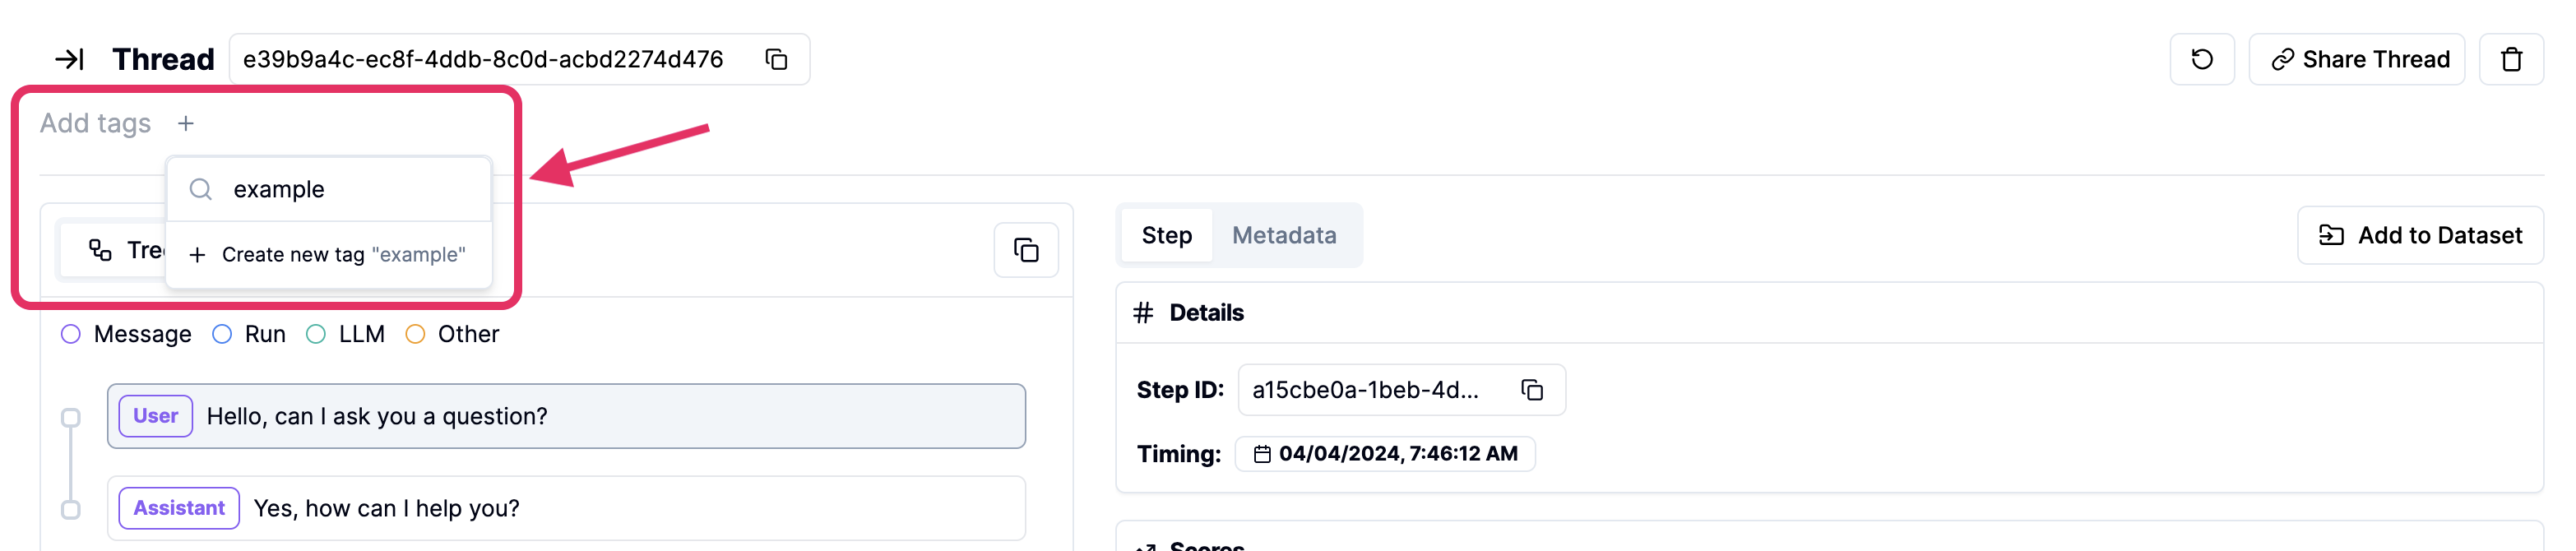 Thread e39b9a4c-ec8f-4ddb-8c0d-acbd2274d476 Share Thread
Add tags +
example
+ Create new tag "example"
Tre
Step Metadata Add to Dataset
# Details
Message Run LLM Other
Step ID: a15cbe0a-1beb-4d...
User Hello, can I ask you a question?
Timing: 04/04/2024, 7:46:12 AM
Assistant Yes, how can I help you?
Scores